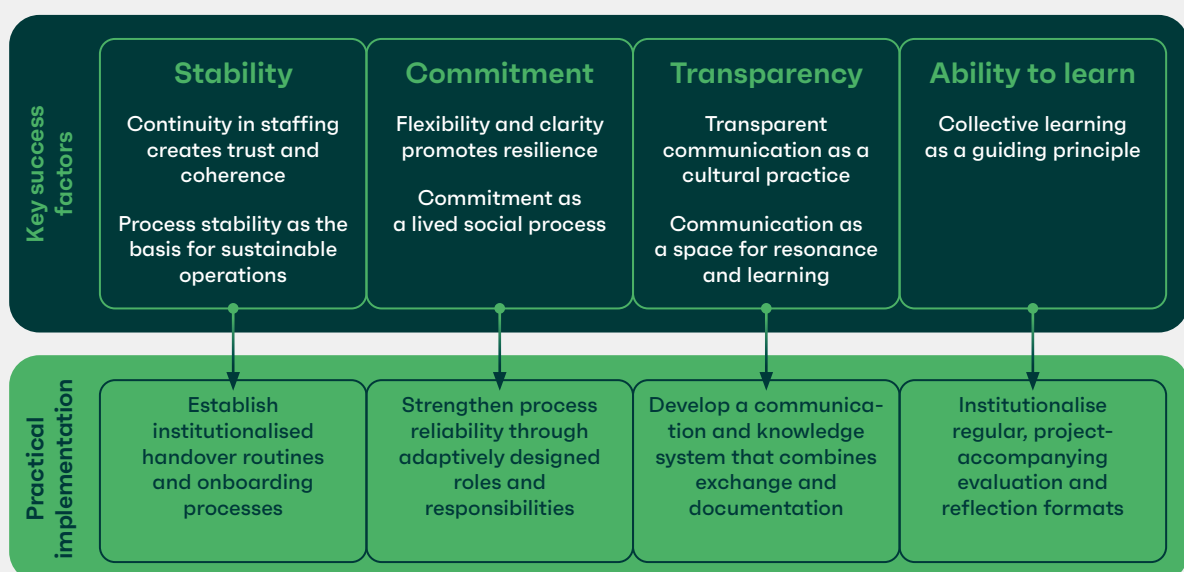 Key success
factors
Stability
Continuity in staffing
creates trust and
coherence
Process stability as the
basis for sustainable
operations
Commitment
Flexibility and clarity
promotes resilience
Commitment as
a lived social process
Transparency
Transparent
communication as a
cultural practice
Communication as
a space for resonance
and learning
Ability to learn
Collective learning
as a guiding principle
Practical
implementation
Establish
institutionalised
handover routines
and onboarding
processes
Strengthen process
reliability through
adaptively designed
roles and
responsibilities
Develop a communica-
tion and knowledge
system that combines
exchange and
documentation
Institutionalise
regular, project-
accompanying
evaluation and
reflection formats